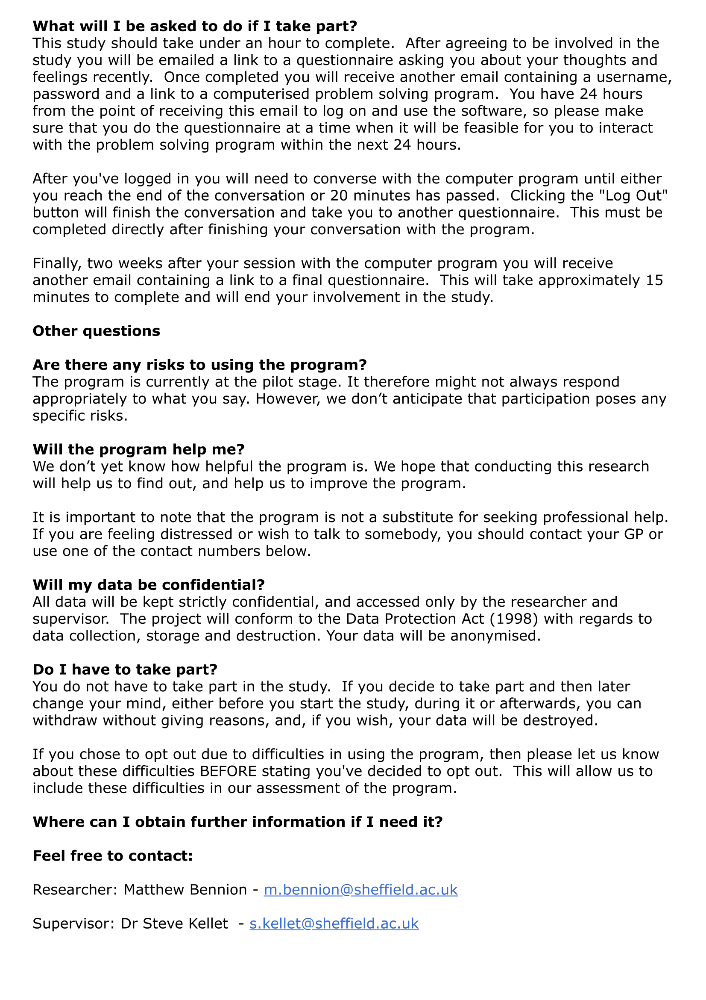 What will I be asked to do if I take part?
This study should take under an hour to complete.  After agreeing to be involved in the
study you will be emailed a link to a questionnaire asking you about your thoughts and
feelings recently.  Once completed you will receive another email containing a username,
password and a link to a computerised problem solving program.  You have 24 hours
from the point of receiving this email to log on and use the software, so please make
sure that you do the questionnaire at a time when it will be feasible for you to interact
with the problem solving program within the next 24 hours.
After you've logged in you will need to converse with the computer program until either
you reach the end of the conversation or 20 minutes has passed.  Clicking the "Log Out"
button will finish the conversation and take you to another questionnaire.  This must be
completed directly after finishing your conversation with the program.
Finally, two weeks after your session with the computer program you will receive
another email containing a link to a final questionnaire.  This will take approximately 15
minutes to complete and will end your involvement in the study.
Other questions
Are there any risks to using the program?
The program is currently at the pilot stage. It therefore might not always respond
appropriately to what you say. However, we don’t anticipate that participation poses any
specific risks.
Will the program help me?
We don’t yet know how helpful the program is. We hope that conducting this research
will help us to find out, and help us to improve the program.
It is important to note that the program is not a substitute for seeking professional help.
If you are feeling distressed or wish to talk to somebody, you should contact your GP or
use one of the contact numbers below.
Will my data be confidential?
All data will be kept strictly confidential, and accessed only by the researcher and
supervisor.  The project will conform to the Data Protection Act (1998) with regards to
data collection, storage and destruction. Your data will be anonymised.
Do I have to take part?
You do not have to take part in the study.  If you decide to take part and then later
change your mind, either before you start the study, during it or afterwards, you can
withdraw without giving reasons, and, if you wish, your data will be destroyed.
If you chose to opt out due to difficulties in using the program, then please let us know
about these difficulties BEFORE stating you've decided to opt out.  This will allow us to
include these difficulties in our assessment of the program.
Where can I obtain further information if I need it?
Feel free to contact:
Researcher: Matthew Bennion - m.bennion@sheffield.ac.uk
Supervisor: Dr Steve Kellet  - s.kellet@sheffield.ac.uk